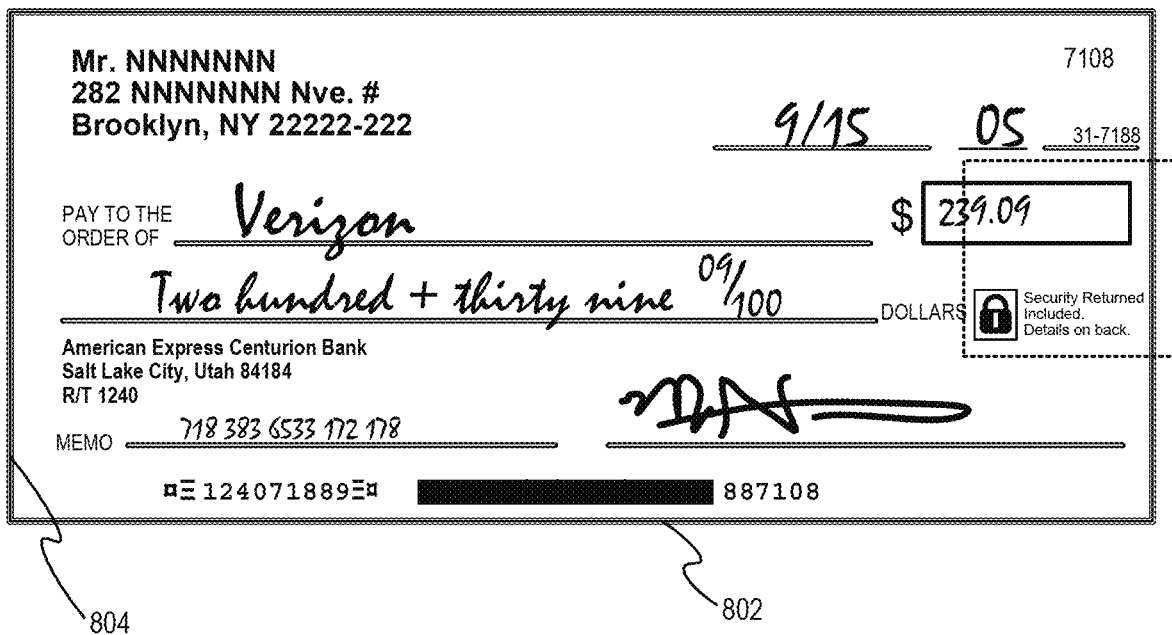 Mr. NNNNNNN
7108
282 NNNNNNN Nve. #
Brooklyn, NY 22222-222
9/15 05 31-7188
PAY TO THE
ORDER OF Verizon $ 239.09
Two hundred + thirty nine 09/100 DOLLARS
Security Returned
Included.
Details on back.
American Express Centurion Bank
Salt Lake City, Utah 84184
R/T 1240
MEMO 718 383 6533 172 178
124071889 887108
804
802